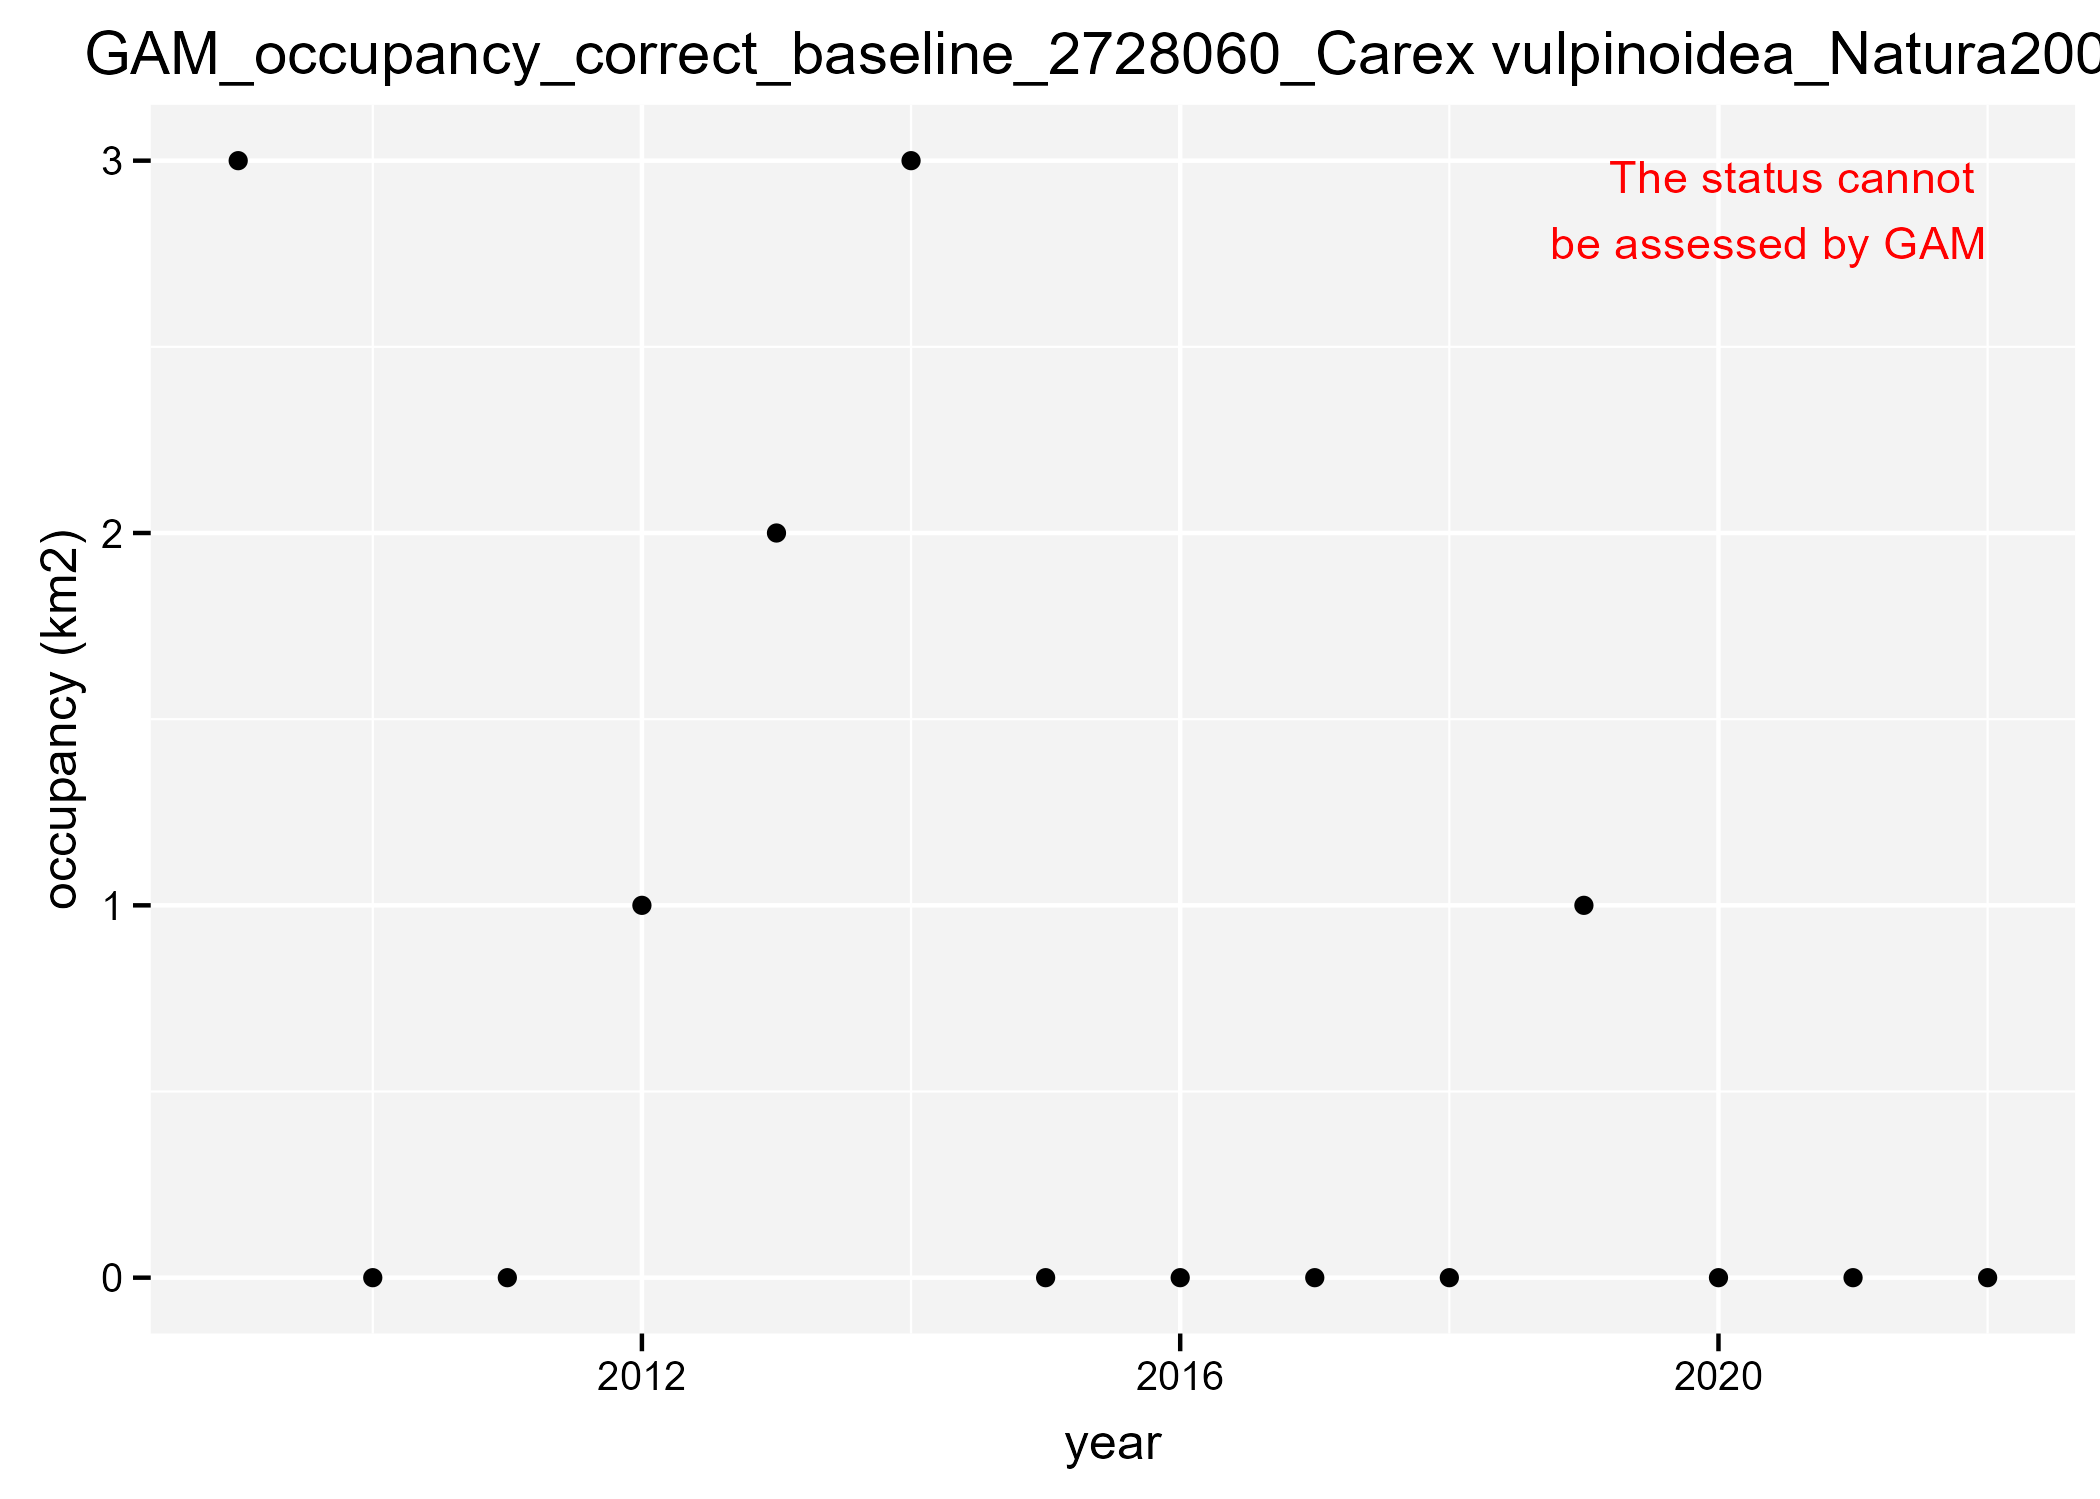 GAM_occupancy_correct_baseline_2728060_Carex vulpinoidea_Natura200
3
The status cannot
be assessed by GAM
2
occupancy (km2)
1
0
2012 2016 2020
year